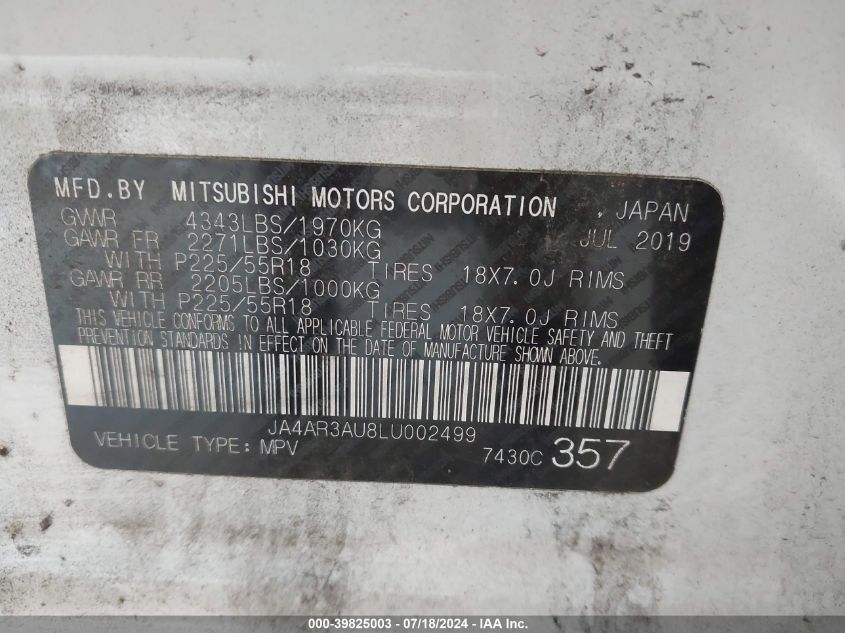 MFD.BY MITSUBISHI MOTORS CORPORATION , JAPAN
GVWR 4343LBS/1970KG JUL 2019
GAWR FR 2271LBS/1030KG
WITH P225/55R18 TIRES 18X7.0J RIMS
GAWR RR 2205LBS/1000KG
WITH P225/55R18 TIRES 18X7.0J RIMS
THIS VEHICLE CONFORMS TO ALL APPLICABLE FEDERAL MOTOR VEHICLE SAFETY AND THEFT
PREVENTION STANDARDS IN EFFECT ON THE DATE OF MANUFACTURE SHOWN ABOVE.
JA4AR3AU8LU002499
VEHICLE TYPE: MPV 7430C 357
000-39825003 - 07/18/2024 - IAA Inc.